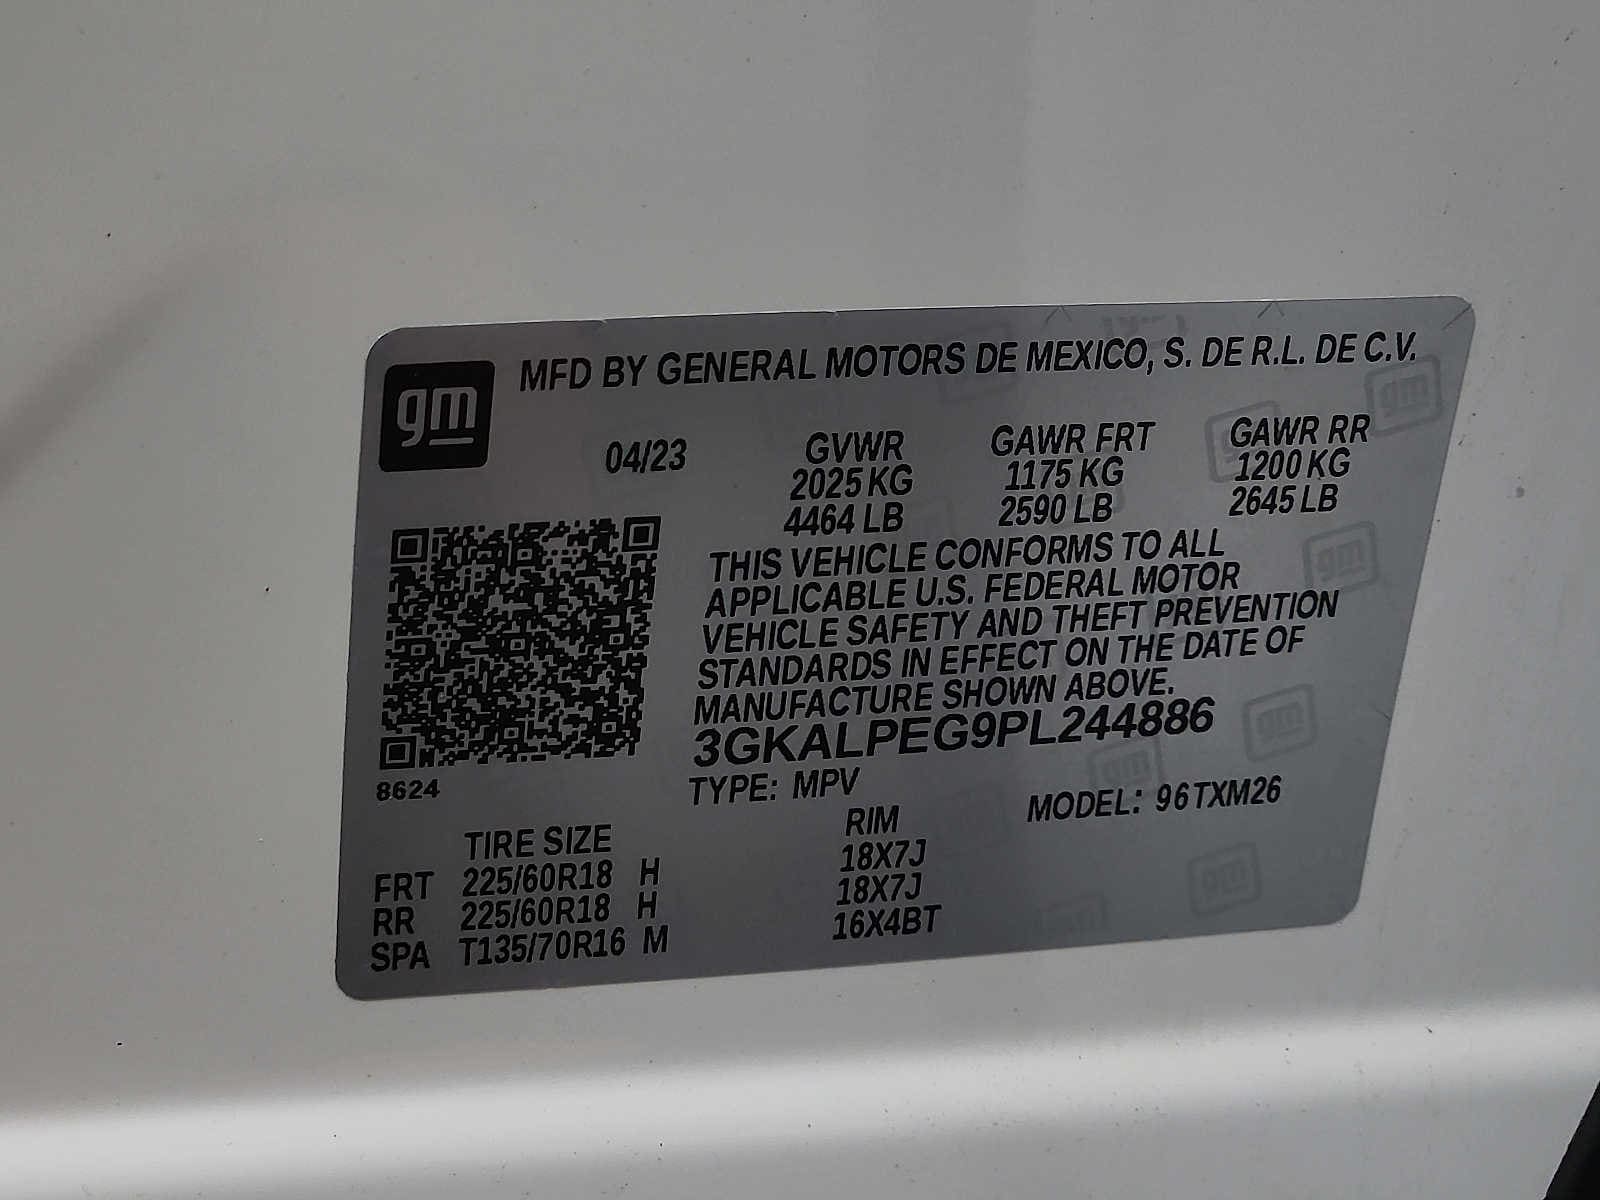 gm MFD BY GENERAL MOTORS DE MEXICO, S. DE R.L. DE C.V.
04/23 GVWR GAWR FRT GAWR RR
2025 KG 1175 KG 1200 KG
4464 LB 2590 LB 2645 LB
THIS VEHICLE CONFORMS TO ALL
APPLICABLE U.S. FEDERAL MOTOR
VEHICLE SAFETY AND THEFT PREVENTION
STANDARDS IN EFFECT ON THE DATE OF
MANUFACTURE SHOWN ABOVE.
3GKALPEG9PL244886
8624 TYPE: MPV MODEL: 96TXM26
TIRE SIZE RIM
FRT 225/60R18 H 18X7J
RR 225/60R18 H 18X7J
SPA T135/70R16 M 16X4BT